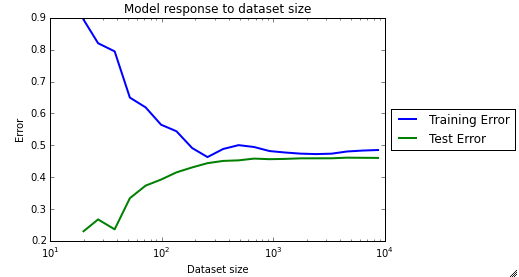 Model response to dataset size
0.9
0.8
0.7
0.6
0.5
0.4
0.3
0.2
Error
10^1
10^2
10^3
10^4
Dataset size
Training Error
Test Error